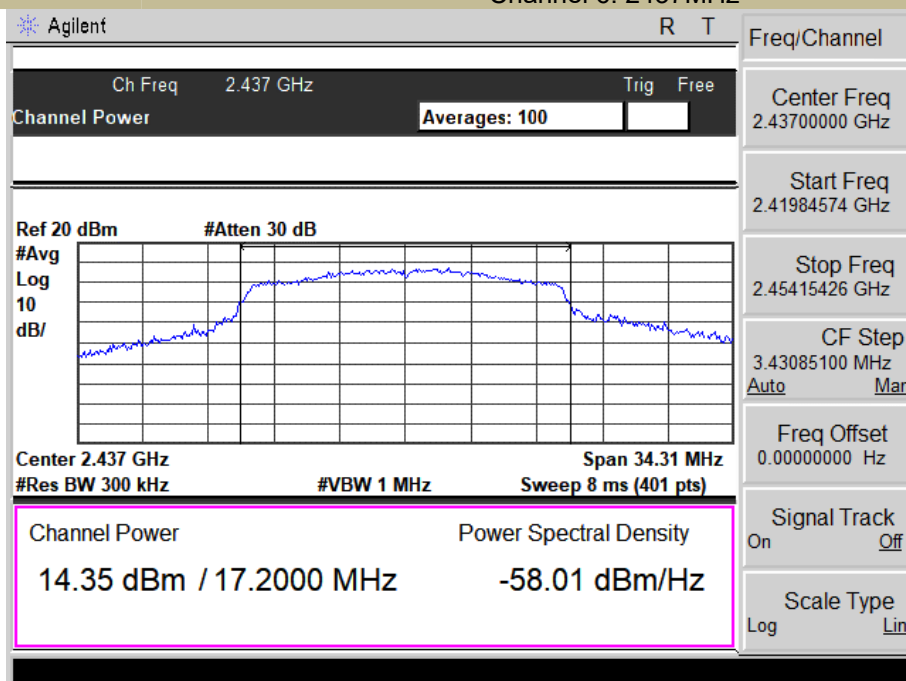 Agilent R T
Ch Freq 2.437 GHz Trig Free
Channel Power Averages: 100
Ref 20 dBm #Atten 30 dB
#Avg
Log
10
dB/
Center 2.437 GHz Span 34.31 MHz
#Res BW 300 kHz #VBW 1 MHz Sweep 8 ms (401 pts)
Channel Power Power Spectral Density
14.35 dBm / 17.2000 MHz -58.01 dBm/Hz
Freq/Channel
Center Freq
2.43700000 GHz
Start Freq
2.41984574 GHz
Stop Freq
2.45415426 GHz
CF Step
3.43085100 MHz
Auto Man
Freq Offset
0.00000000 Hz
Signal Track
On Off
Scale Type
Log Lin